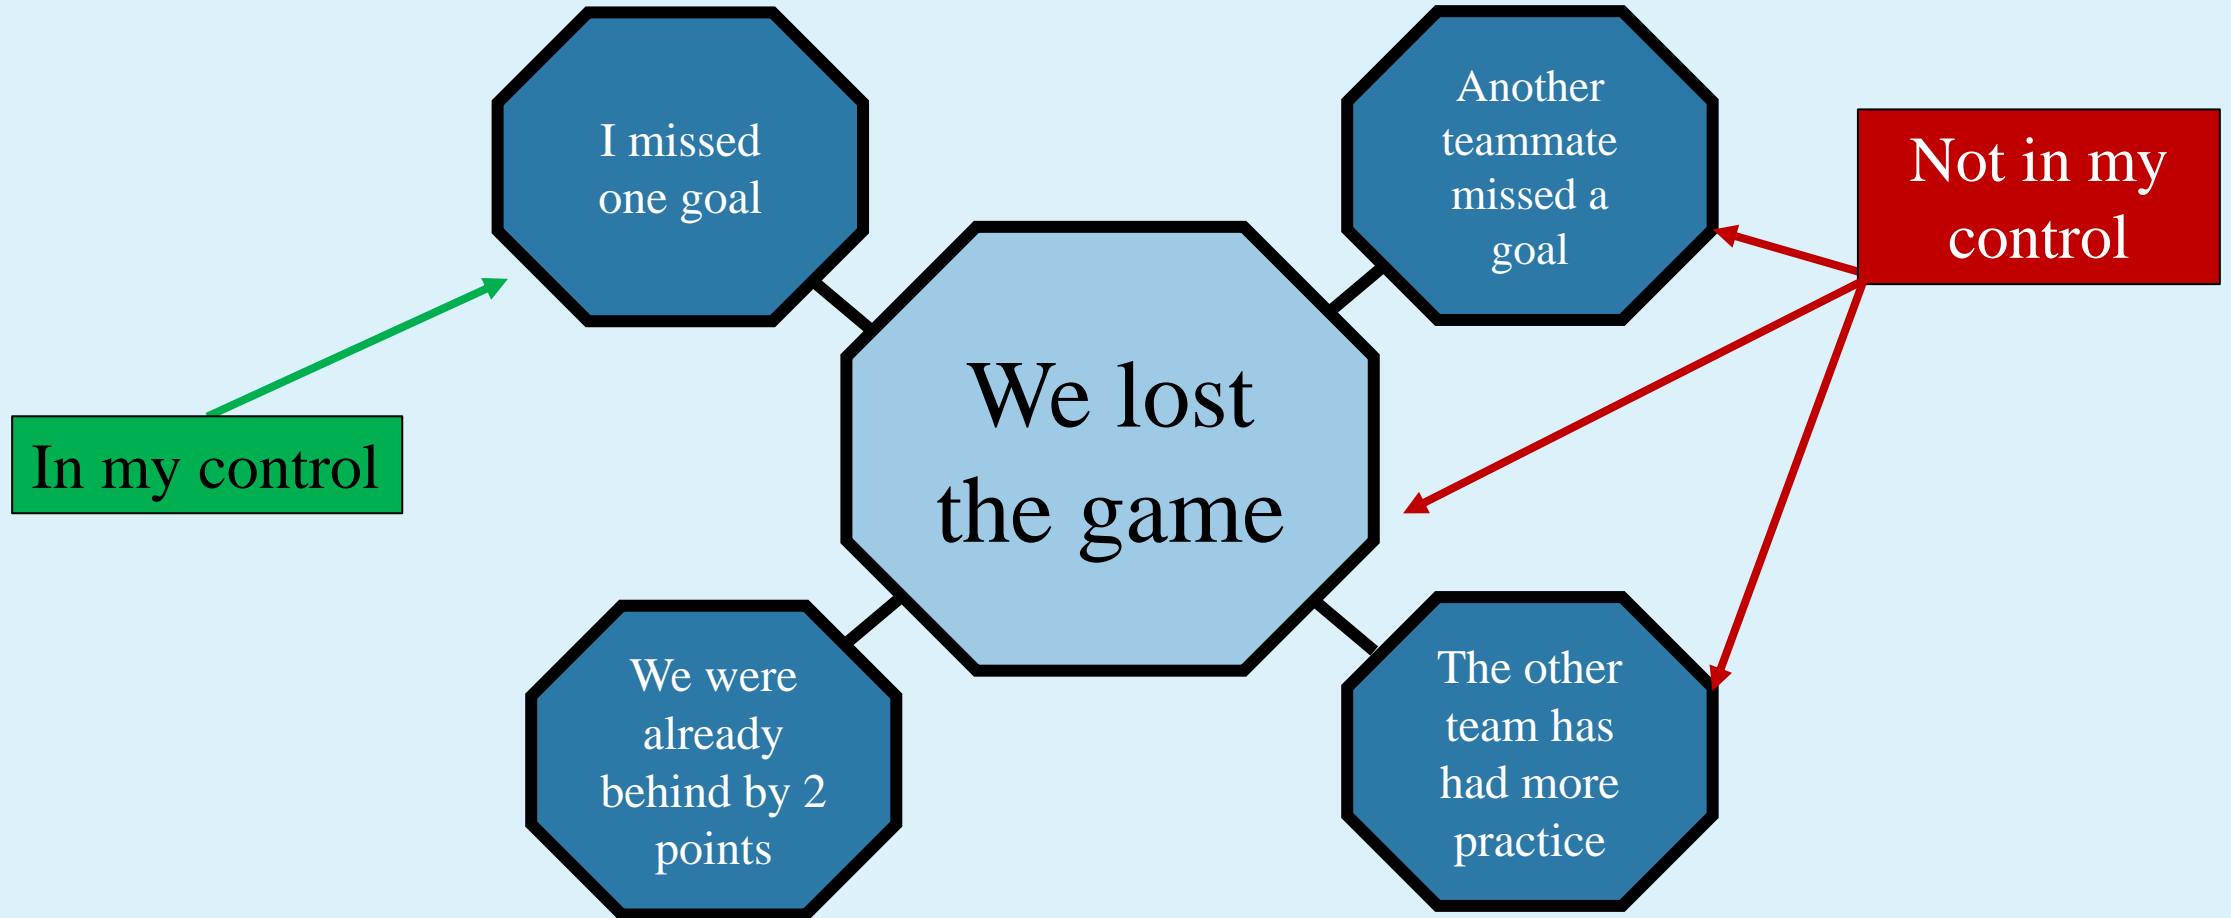 I missed
one goal
Another
teammate
missed a
goal
Not in my
control
We lost
the game
In my control
We were
already
behind by 2
points
The other
team has
had more
practice